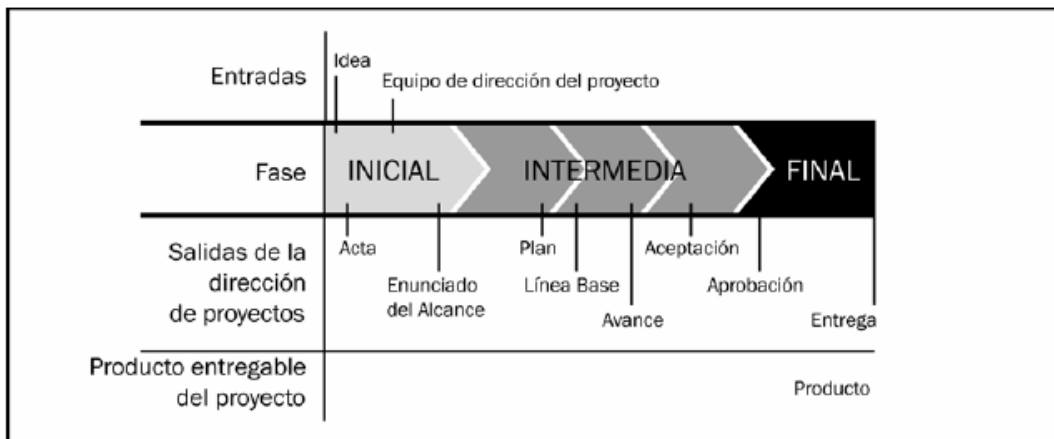 Entradas
Idea
Equipo de dirección del proyecto
Fase
INICIAL
INTERMEDIA
FINAL
Salidas de la
dirección
de proyectos
Acta
Enunciado
del Alcance
Plan
Línea Base
Avance
Aceptación
Aprobación
Entrega
Producto entregable
del proyecto
Producto